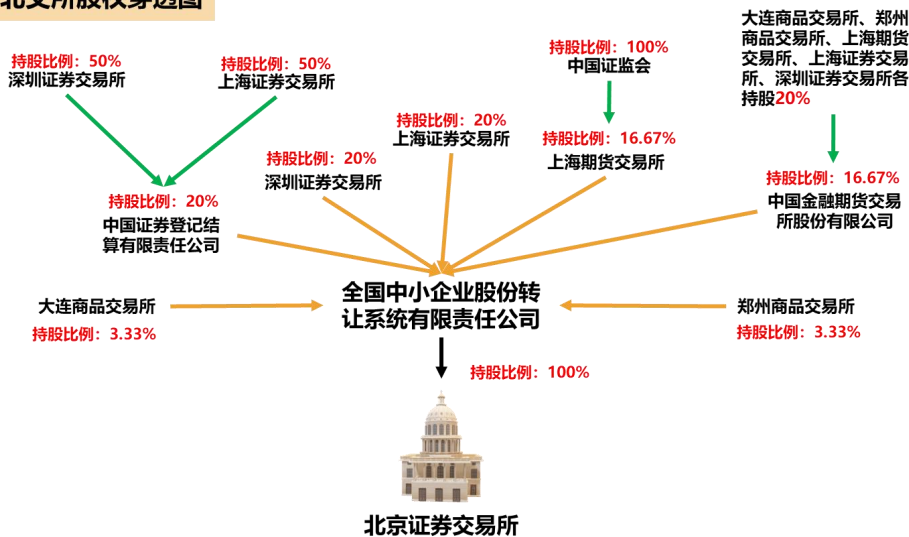 北交所股权穿透图
持股比例：50%
深圳证券交易所
持股比例：50%
上海证券交易所
持股比例：20%
中国证券登记结
算有限责任公司
持股比例：20%
深圳证券交易所
持股比例：20%
上海证券交易所
持股比例：100%
中国证监会
持股比例：16.67%
上海期货交易所
大连商品交易所、郑州
商品交易所、上海期货
交易所、上海证券交易
所、深圳证券交易所各
持股20%
持股比例：16.67%
中国金融期货交易
所股份有限公司
大连商品交易所
持股比例：3.33%
全国中小企业股份转
让系统有限责任公司
郑州商品交易所
持股比例：3.33%
持股比例：100%
北京证券交易所